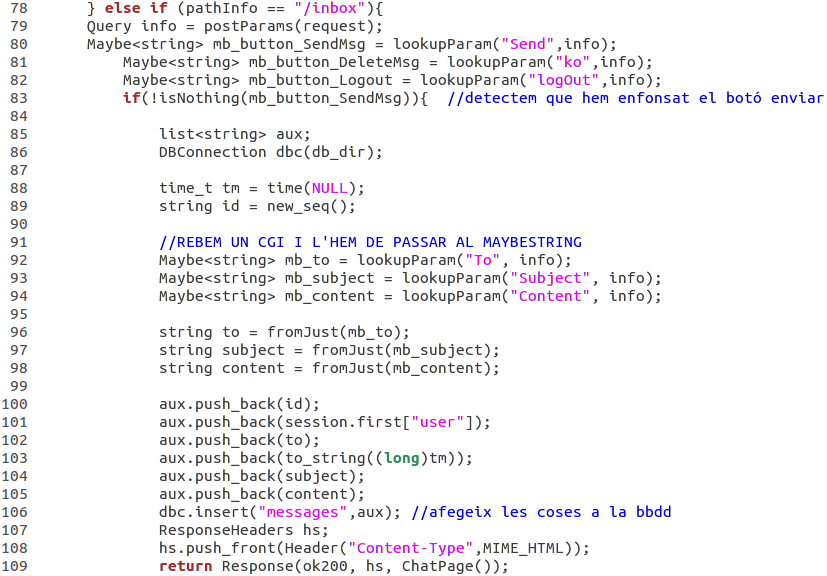 78 } else if (pathInfo == "/inbox"){
79 Query info = postParams(request);
80 Maybe<string> mb_button_SendMsg = lookupParam("Send",info);
81 Maybe<string> mb_button_DeleteMsg = lookupParam("ko",info);
82 Maybe<string> mb_button_Logout = lookupParam("logOut",info);
83 if(!isNothing(mb_button_SendMsg)){ //detectem que hem enfonsat el botó enviar
84
85 list<string> aux;
86 DBConnection dbc(db_dir);
87
88 time_t tm = time(NULL);
89 string id = new_seq();
90
91 //REBEM UN CGI I L'HEM DE PASSAR AL MAYBESTRING
92 Maybe<string> mb_to = lookupParam("To", info);
93 Maybe<string> mb_subject = lookupParam("Subject", info);
94 Maybe<string> mb_content = lookupParam("Content", info);
95
96 string to = fromJust(mb_to);
97 string subject = fromJust(mb_subject);
98 string content = fromJust(mb_content);
99
100 aux.push_back(id);
101 aux.push_back(session.first["user"]);
102 aux.push_back(to);
103 aux.push_back(to_string((long)tm));
104 aux.push_back(subject);
105 aux.push_back(content);
106 dbc.insert("messages",aux); //afegeix les coses a la bbdd
107 ResponseHeaders hs;
108 hs.push_front(Header("Content-Type",MIME_HTML));
109 return Response(ok200, hs, ChatPage());